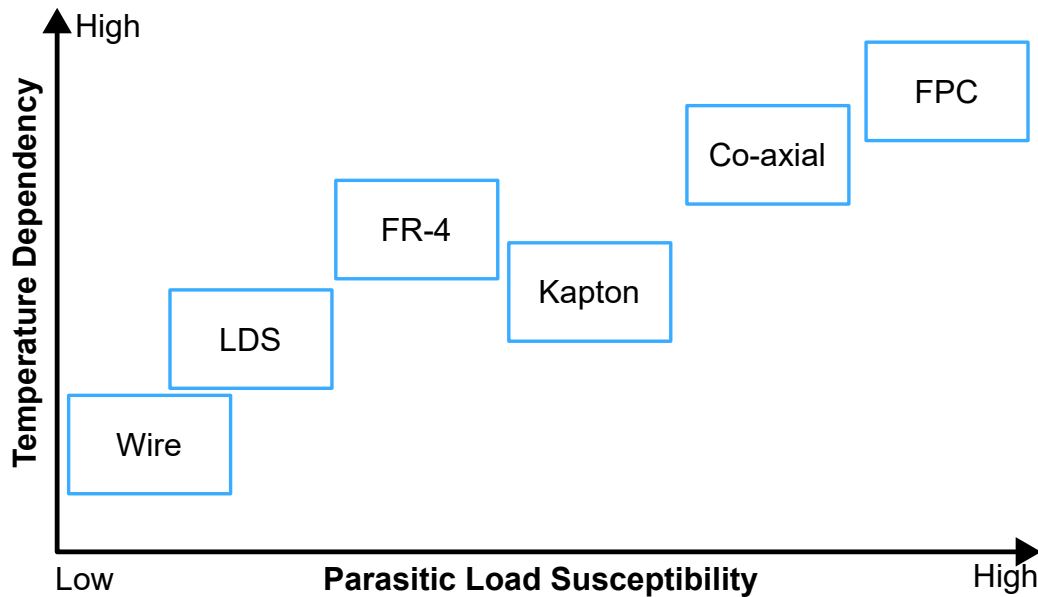 High
Temperature Dependency
FPC
Co-axial
FR-4
Kapton
LDS
Wire
Low
Parasitic Load Susceptibility
High